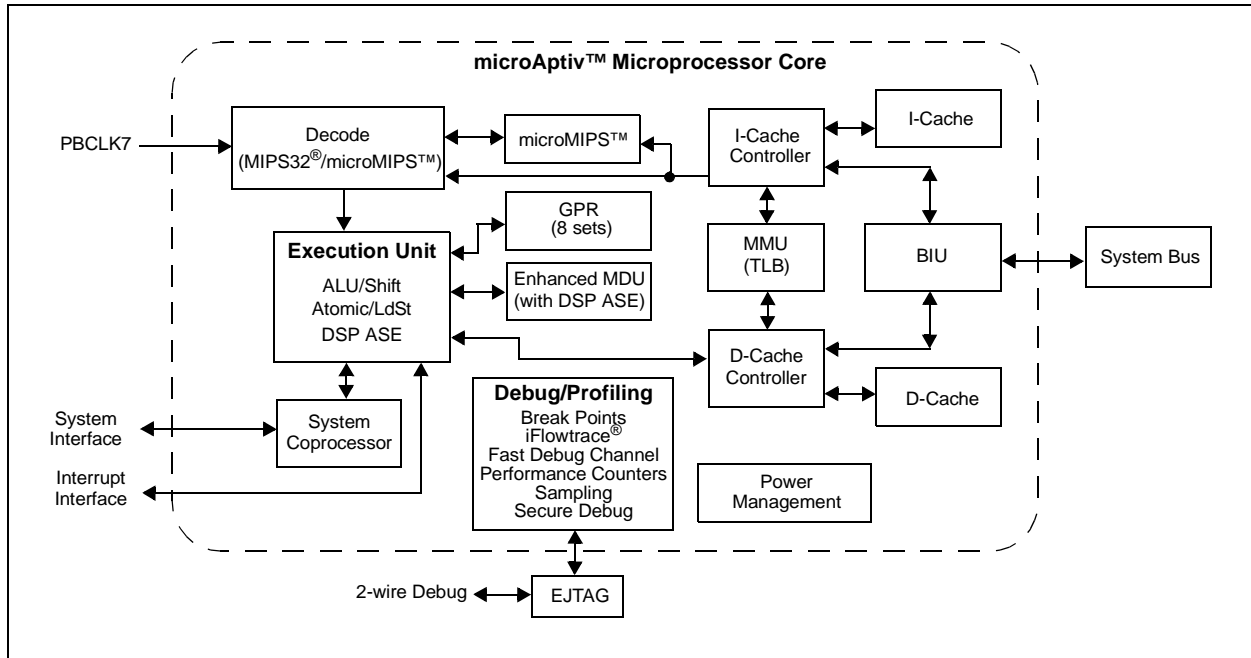 microAptiv™ Microprocessor Core
PBCLK7
Decode
(MIPS32®/microMIPS™)
microMIPS™
I-Cache
Controller
I-Cache
GPR
(8 sets)
Execution Unit
ALU/Shift
Atomic/LdSt
DSP ASE
Enhanced MDU
(with DSP ASE)
MMU
(TLB)
BIU
System Bus
D-Cache
Controller
D-Cache
System
Interface
System
Coprocessor
Interrupt
Interface
Debug/Profiling
Break Points
iFlowtrace®
Fast Debug Channel
Performance Counters
Sampling
Secure Debug
Power
Management
2-wire Debug
EJTAG